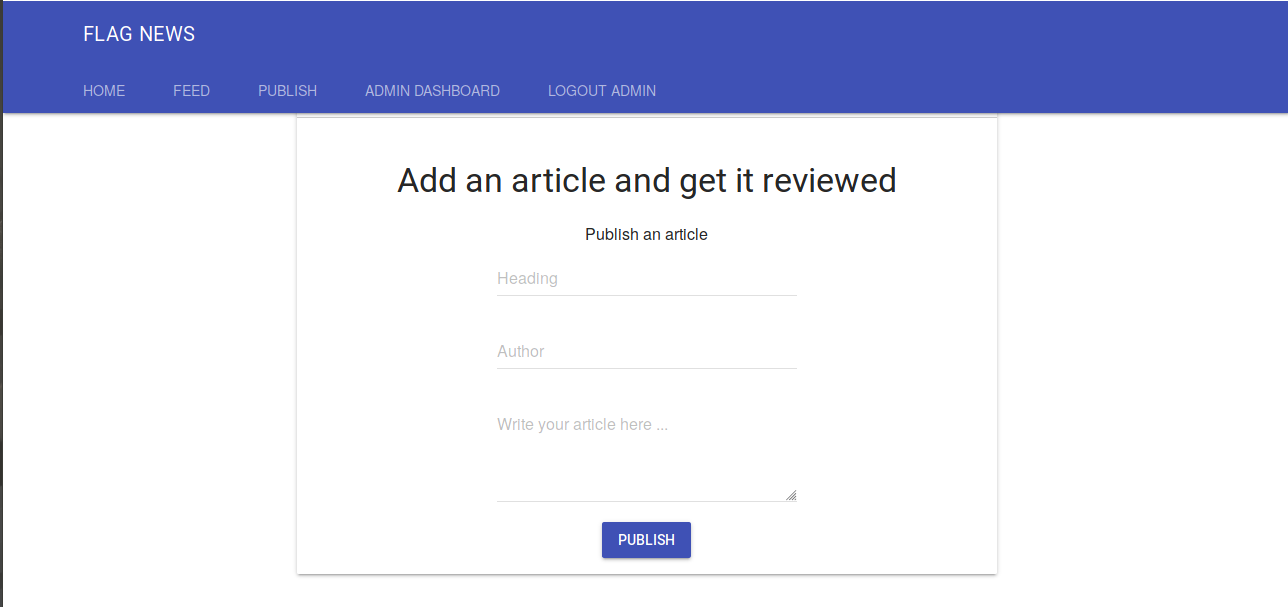 FLAG NEWS
HOME FEED PUBLISH ADMIN DASHBOARD LOGOUT ADMIN
Add an article and get it reviewed
Publish an article
Heading
Author
Write your article here ...
PUBLISH